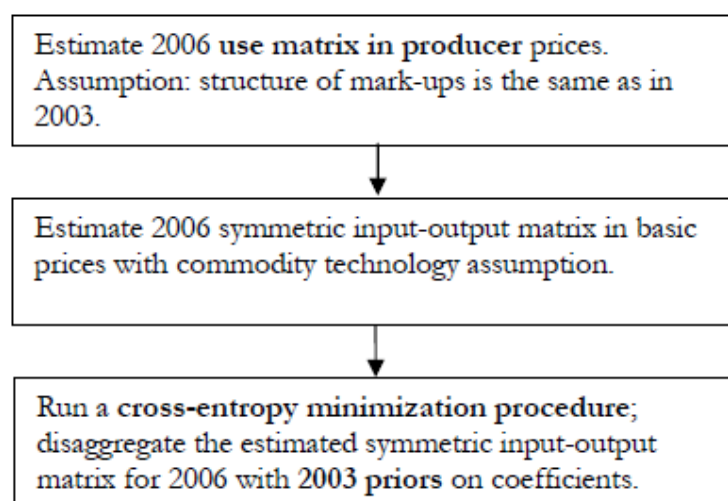 Estimate 2006 use matrix in producer prices.
Assumption: structure of mark-ups is the same as in
2003.
Estimate 2006 symmetric input-output matrix in basic
prices with commodity technology assumption.
Run a cross-entropy minimization procedure;
disaggregate the estimated symmetric input-output
matrix for 2006 with 2003 priors on coefficients.